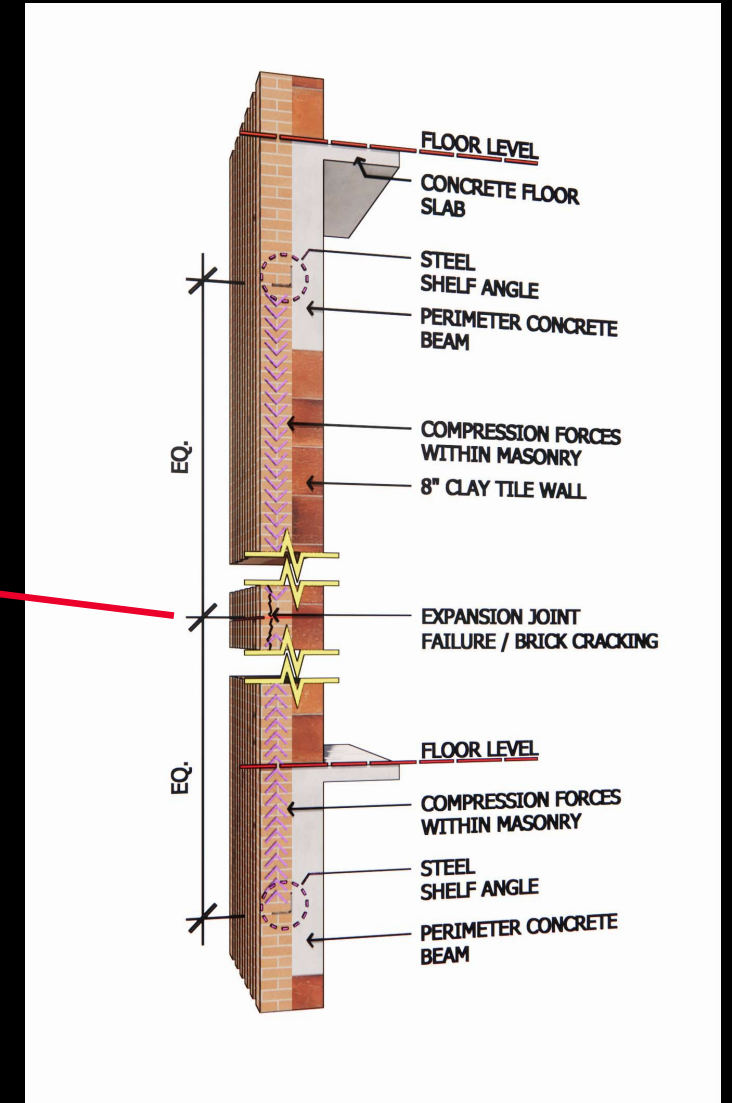 FLOOR LEVEL
CONCRETE FLOOR
SLAB
STEEL
SHELF ANGLE
PERIMETER CONCRETE
BEAM
EQ.
COMPRESSION FORCES
WITHIN MASONRY
8" CLAY TILE WALL
EXPANSION JOINT
FAILURE / BRICK CRACKING
FLOOR LEVEL
EQ.
COMPRESSION FORCES
WITHIN MASONRY
STEEL
SHELF ANGLE
PERIMETER CONCRETE
BEAM